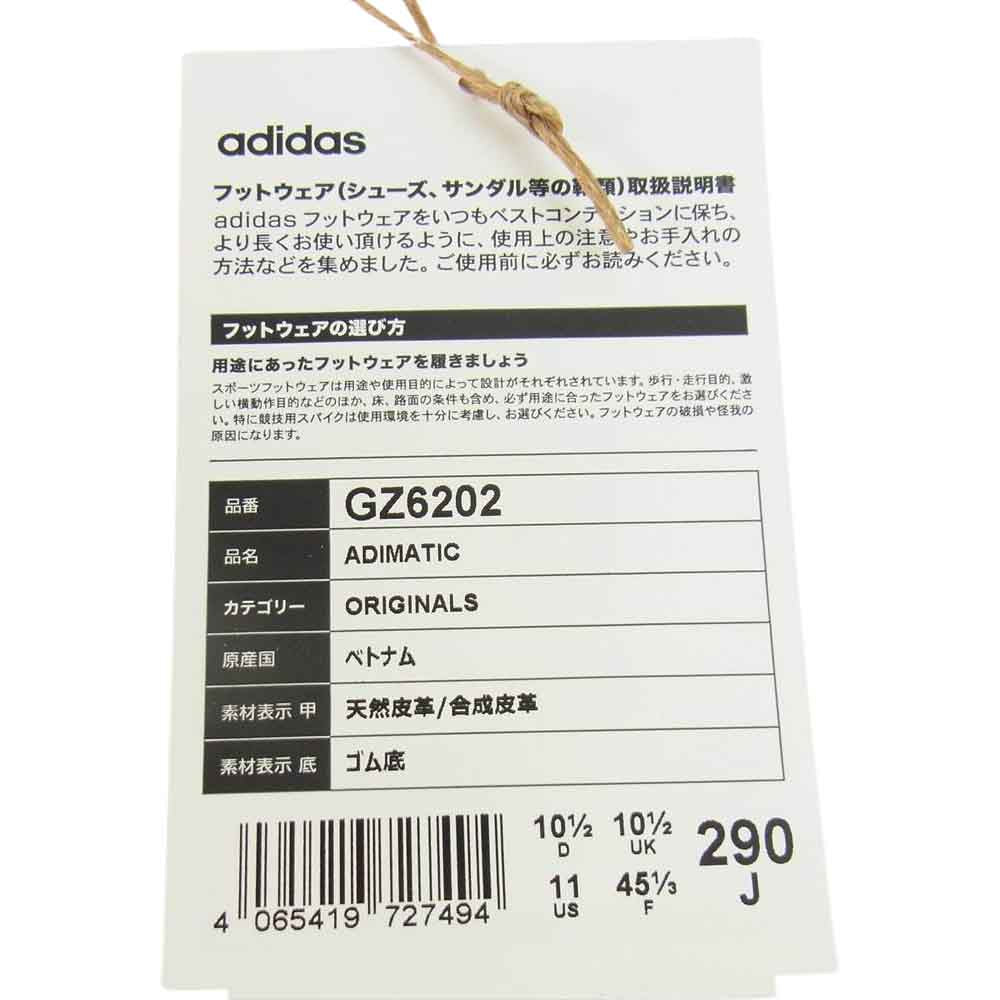 adidas
フットウェア（シューズ、サンダル等の靴類）取扱説明書
adidas フットウェアをいつもベストコンディションに保ち、
より長くお使い頂けるように、使用上の注意やお手入れの
方法などを集めました。ご使用前に必ずお読みください。
フットウェアの選び方
用途にあったフットウェアを履きましょう
スポーツフットウェアは用途や使用目的によって設計がそれぞれされています。歩行・走行目的、激
しい横動作目的などのほか、床、路面の条件も含め、必ず用途に合ったフットウェアをお選びくださ
い。特に競技用スパイクは使用環境を十分に考慮し、お選びください。フットウェアの破損や怪我の
原因になります。
品番 GZ6202
品名 ADIMATIC
カテゴリー ORIGINALS
原産国 ベトナム
素材表示 甲 天然皮革/合成皮革
素材表示 底 ゴム底
10½ 10½ 290
D UK J
11 45⅓
US F
4 065419 727494